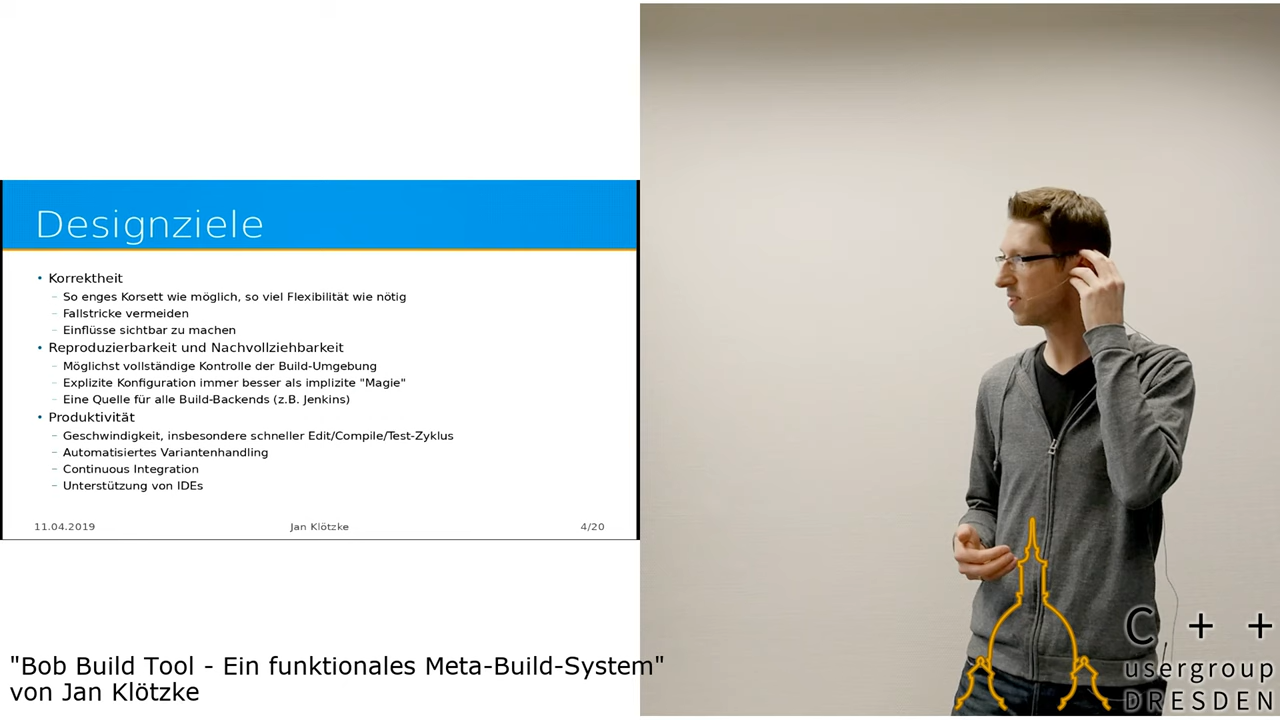 Designziele
• Korrektheit
– So enges Korsett wie möglich, so viel Flexibilität wie nötig
– Fallstricke vermeiden
– Einflüsse sichtbar zu machen
• Reproduzierbarkeit und Nachvollziehbarkeit
– Möglichst vollständige Kontrolle der Build-Umgebung
– Explizite Konfiguration immer besser als implizite "Magie"
– Eine Quelle für alle Build-Backends (z.B. Jenkins)
• Produktivität
– Geschwindigkeit, insbesondere schneller Edit/Compile/Test-Zyklus
– Automatisiertes Variantenhandling
– Continuous Integration
– Unterstützung von IDEs
11.04.2019 Jan Klötzke 4/20
"Bob Build Tool - Ein funktionales Meta-Build-System"
von Jan Klötzke
C + +
usergroup
DRESDEN